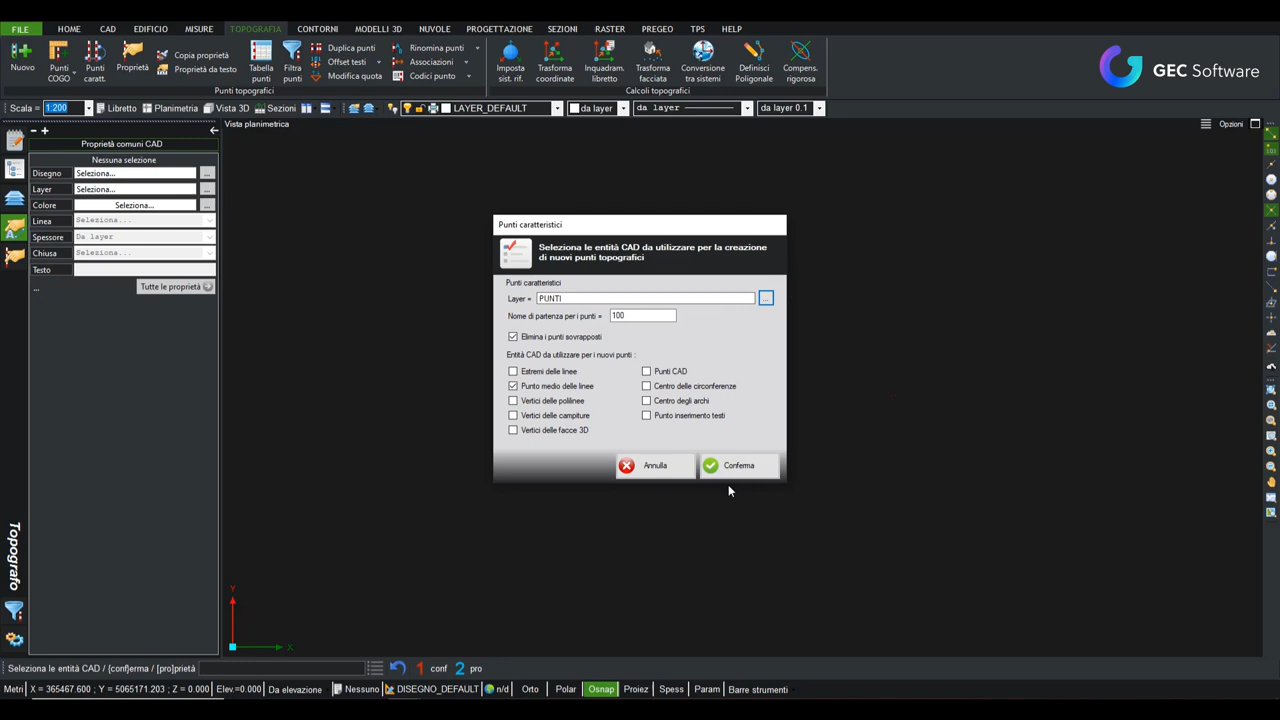 FILE HOME CAD EDIFICIO MISURE TOPOGRAFIA CONTORNI MODELLI 3D NUVOLE PROGETTAZIONE SEZIONI RASTER PREGEO TPS HELP
Nuovo
Punti COGO
Punti caratt.
Proprietà
Copia proprietà
Proprietà da testo
Tabella punti
Filtra punti
Duplica punti
Offset testi
Modifica quota
Rinomina punti
Associazioni
Codici punto
Punti topografici
Imposta sist. rif.
Trasforma coordinate
Inquadram. libretto
Trasforma facciata
Conversione tra sistemi
Definisci Poligonale
Compens. rigorosa
Calcoli topografici
GEC Software
Scala = 1:200 Libretto Planimetria Vista 3D Sezioni LAYER_DEFAULT da layer da layer da layer 0.1
Vista planimetrica
Opzioni
Proprietà comuni CAD
Nessuna selezione
Disegno Seleziona... ...
Layer Seleziona... ...
Colore Seleziona... ...
Linea Seleziona...
Spessore Da layer
Chiusa Seleziona...
Testo
... Tutte le proprietà
Topografo
Punti caratteristici
Seleziona le entità CAD da utilizzare per la creazione
di nuovi punti topografici
Punti caratteristici
Layer = PUNTI ...
Nome di partenza per i punti = 100
Elimina i punti sovrapposti
Entità CAD da utilizzare per i nuovi punti :
Estremi delle linee Punti CAD
Punto medio delle linee Centro delle circonferenze
Vertici delle polilinee Centro degli archi
Vertici delle campiture Punto inserimento testi
Vertici delle facce 3D
Annulla Conferma
Y
X
Seleziona le entità CAD / {conf}erma / {pro}prietà 1 conf 2 pro
Metri X = 365467.600 ; Y = 5065171.203 ; Z = 0.000 Elev=0.000 Da elevazione Nessuno DISEGNO_DEFAULT n/d Orto Polar Osnap Proiez Spess Param Barre strumenti